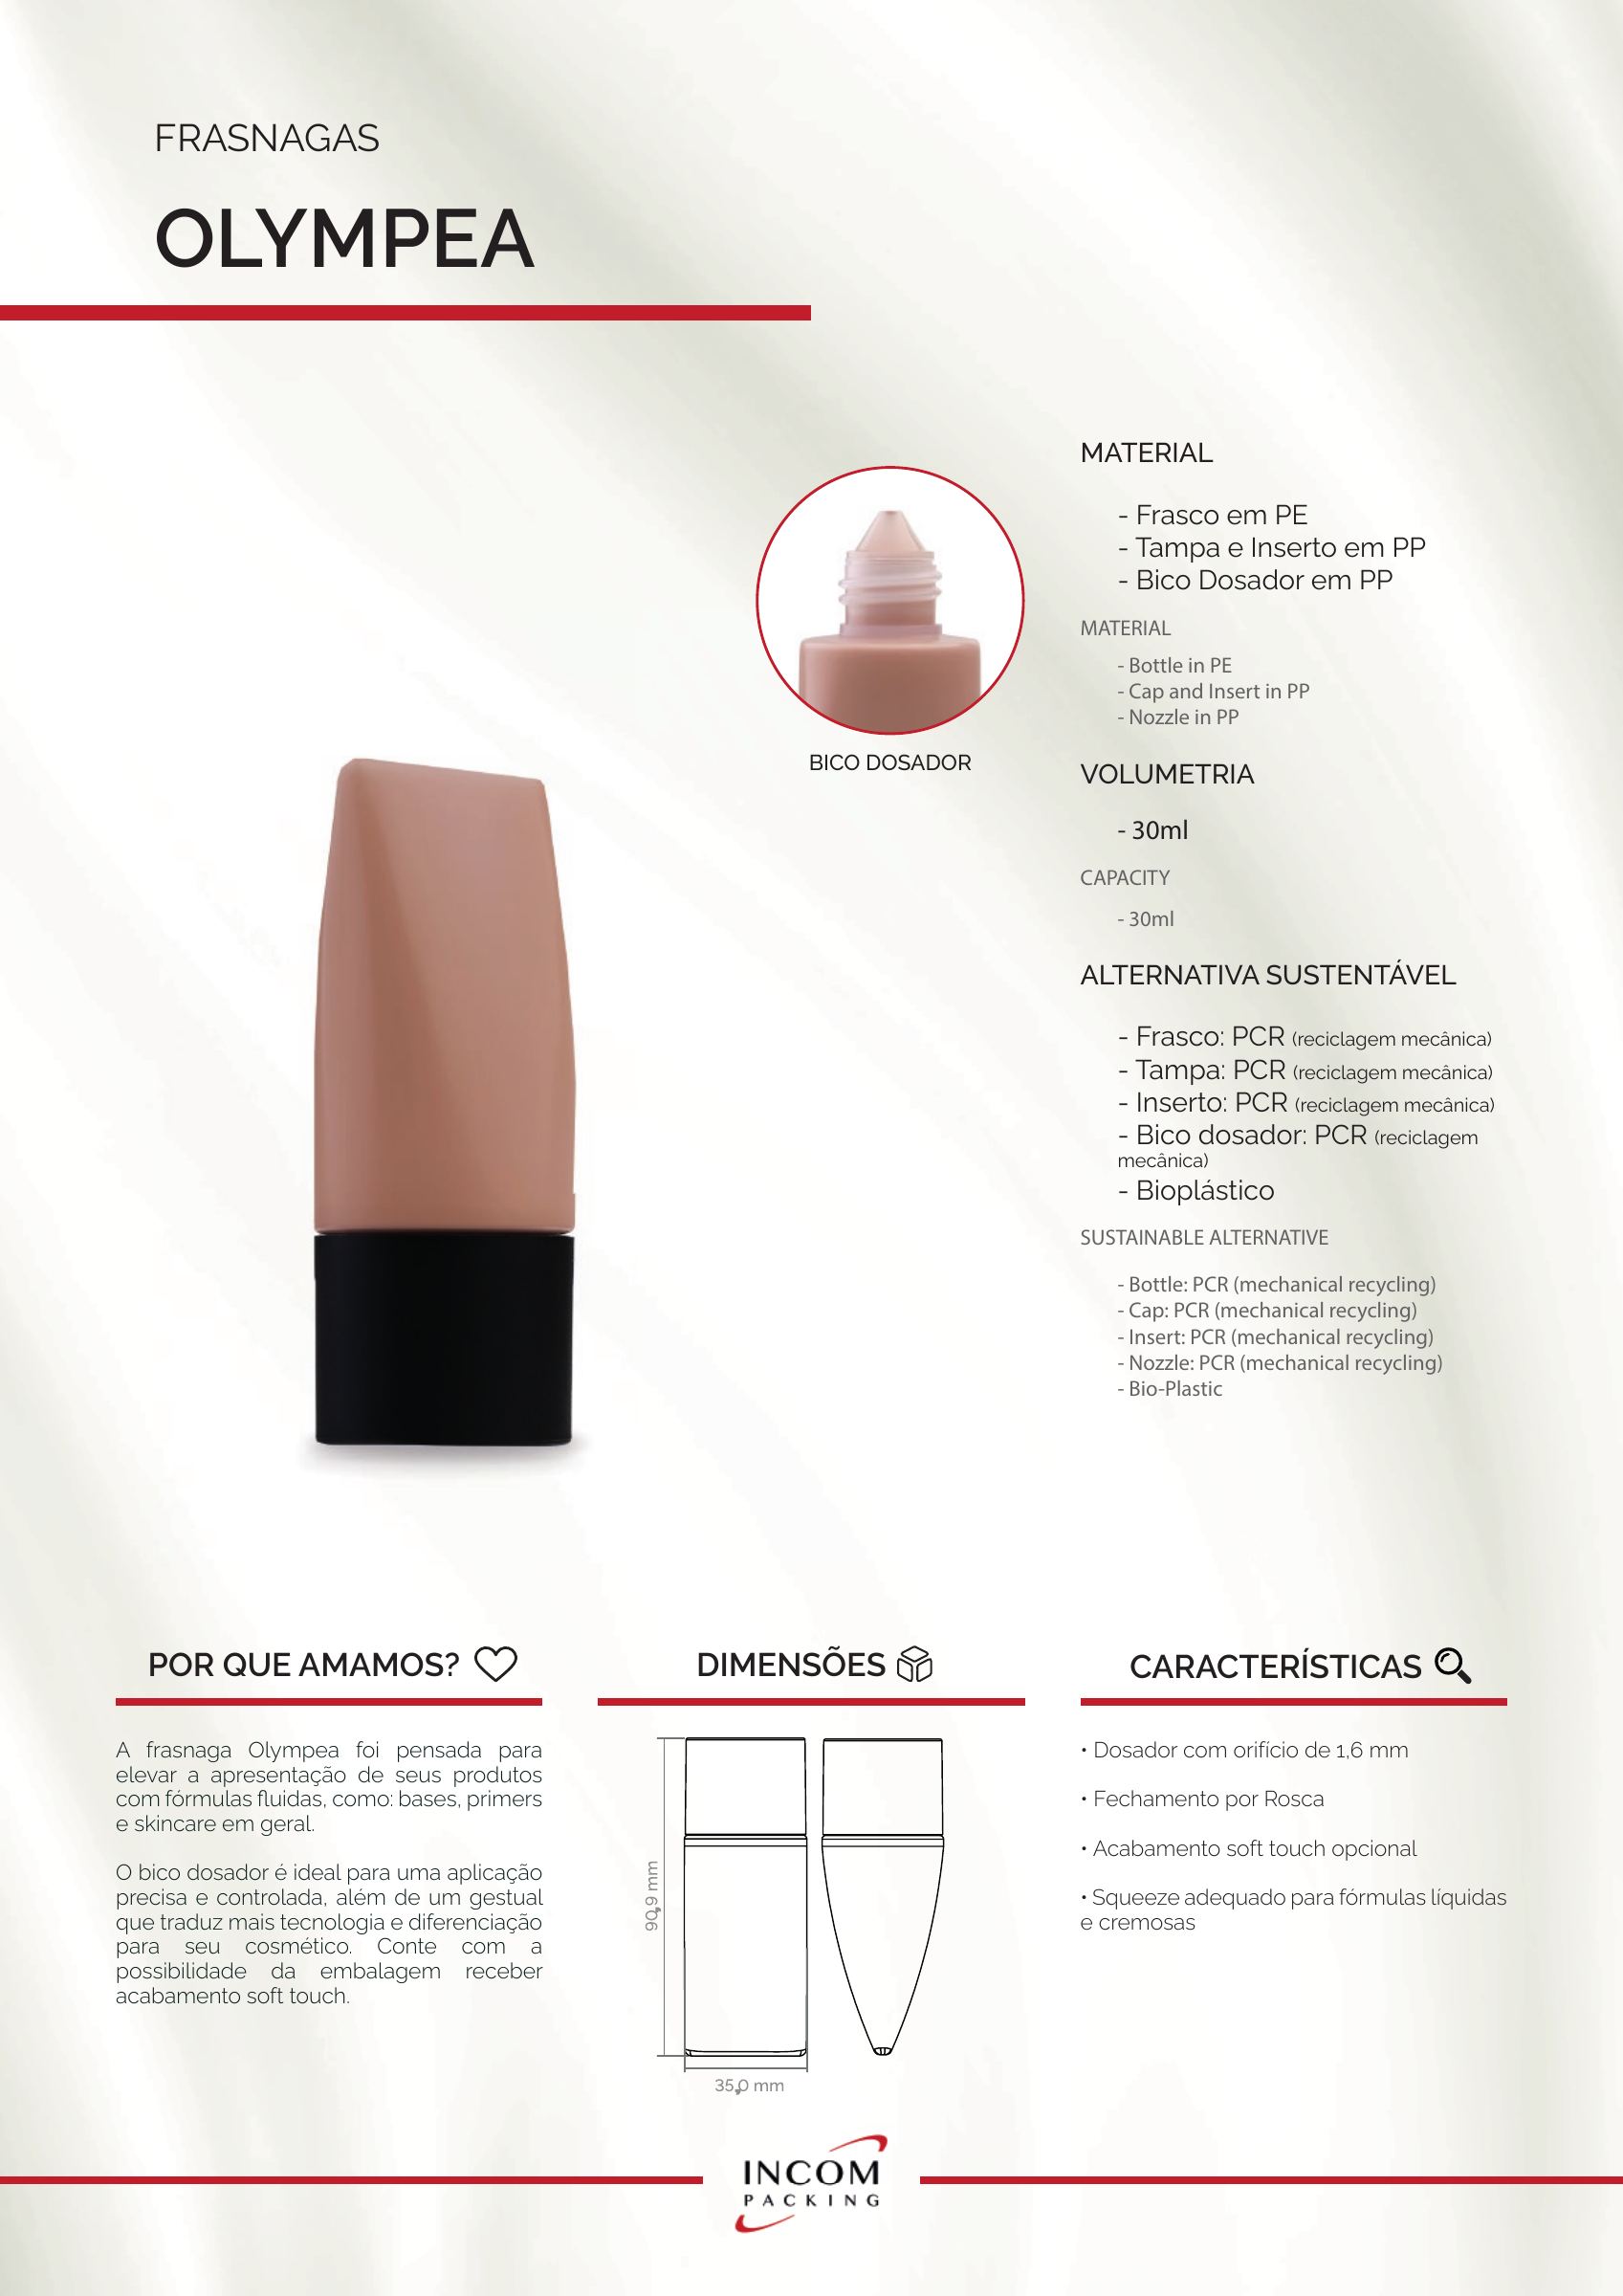 FRASNAGAS
OLYMPEA
BICO DOSADOR
MATERIAL
- Frasco em PE
- Tampa e Inserto em PP
- Bico Dosador em PP
MATERIAL
- Bottle in PE
- Cap and Insert in PP
- Nozzle in PP
VOLUMETRIA
- 30ml
CAPACITY
- 30ml
ALTERNATIVA SUSTENTÁVEL
- Frasco: PCR (reciclagem mecânica)
- Tampa: PCR (reciclagem mecânica)
- Inserto: PCR (reciclagem mecânica)
- Bico dosador: PCR (reciclagem
mecânica)
- Bioplástico
SUSTAINABLE ALTERNATIVE
- Bottle: PCR (mechanical recycling)
- Cap: PCR (mechanical recycling)
- Insert: PCR (mechanical recycling)
- Nozzle: PCR (mechanical recycling)
- Bio-Plastic
POR QUE AMAMOS?
A frasnaga Olympea foi pensada para
elevar a apresentação de seus produtos
com fórmulas fluidas, como: bases, primers
e skincare em geral.
O bico dosador é ideal para uma aplicação
precisa e controlada, além de um gestual
que traduz mais tecnologia e diferenciação
para seu cosmético. Conte com a
possibilidade da embalagem receber
acabamento soft touch.
DIMENSÕES
90,9 mm
35,0 mm
CARACTERÍSTICAS
• Dosador com orifício de 1,6 mm
• Fechamento por Rosca
• Acabamento soft touch opcional
• Squeeze adequado para fórmulas líquidas
e cremosas
INCOM
PACKING